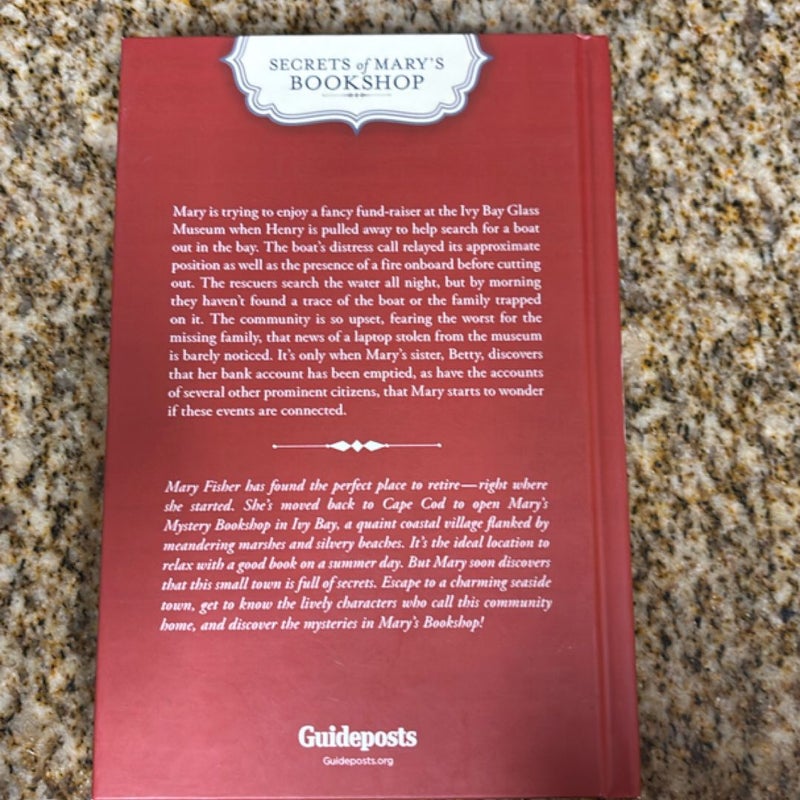 SECRETS of MARY'S
BOOKSHOP
Mary is trying to enjoy a fancy fund-raiser at the Ivy Bay Glass
Museum when Henry is pulled away to help search for a boat
out in the bay. The boat's distress call relayed its approximate
position as well as the presence of a fire onboard before cutting
out. The rescuers search the water all night, but by morning
they haven't found a trace of the boat or the family trapped
on it. The community is so upset, fearing the worst for the
missing family, that news of a laptop stolen from the museum
is barely noticed. It's only when Mary's sister, Betty, discovers
that her bank account has been emptied, as have the accounts
of several other prominent citizens, that Mary starts to wonder
if these events are connected.
Mary Fisher has found the perfect place to retire—right where
she started. She's moved back to Cape Cod to open Mary's
Mystery Bookshop in Ivy Bay, a quaint coastal village flanked by
meandering marshes and silvery beaches. It's the ideal location to
relax with a good book on a summer day. But Mary soon discovers
that this small town is full of secrets. Escape to a charming seaside
town, get to know the lively characters who call this community
home, and discover the mysteries in Mary's Bookshop!
Guideposts
Guideposts.org